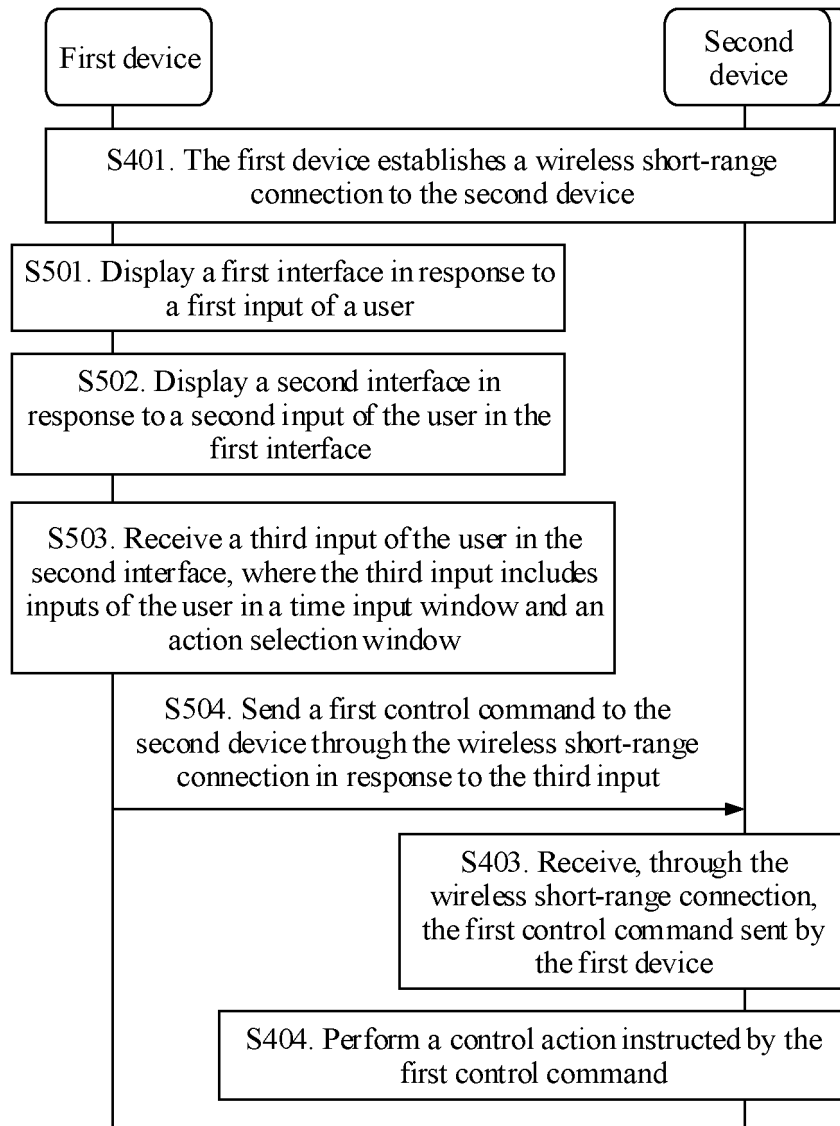 First device
Second
device
S401. The first device establishes a wireless short-range
connection to the second device
S501. Display a first interface in response to
a first input of a user
S502. Display a second interface in
response to a second input of the user in the
first interface
S503. Receive a third input of the user in the
second interface, where the third input includes
inputs of the user in a time input window and an
action selection window
S504. Send a first control command to the
second device through the wireless short-range
connection in response to the third input
S403. Receive, through the
wireless short-range connection,
the first control command sent by
the first device
S404. Perform a control action instructed by the
first control command